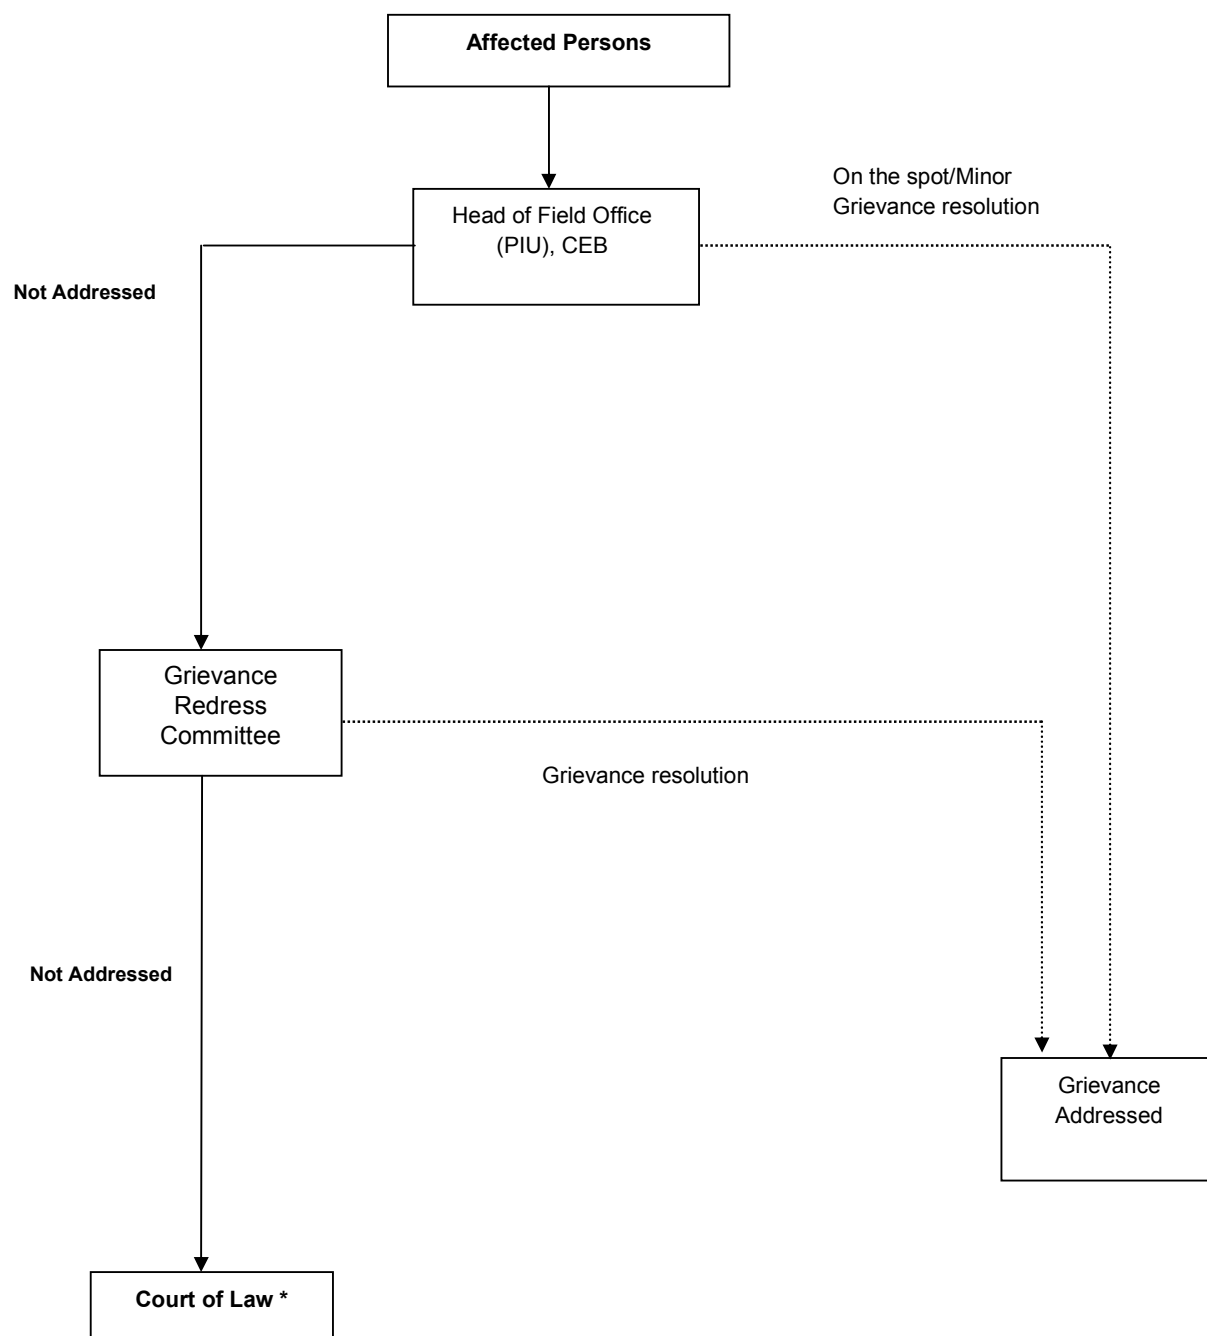 Affected Persons
On the spot/Minor
Grievance resolution
Head of Field Office
(PIU), CEB
Not Addressed
Grievance
Redress
Committee
Grievance resolution
Not Addressed
Grievance
Addressed
Court of Law *